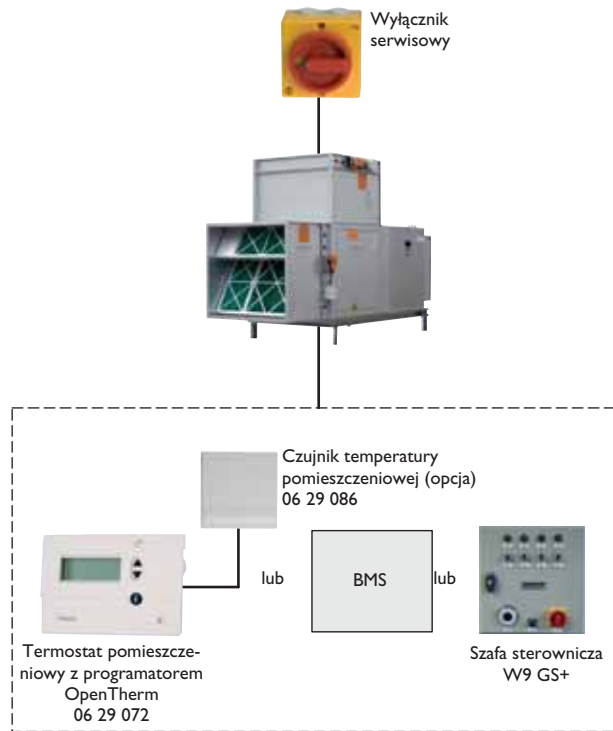 Wyłącznik
serwisowy
Czujnik temperatury
pomieszczeniowej (opcja)
06 29 086
lub
BMS
lub
Termostat pomieszcze-
niowy z programatorem
OpenTherm
06 29 072
Szafa sterownicza
W9 GS+